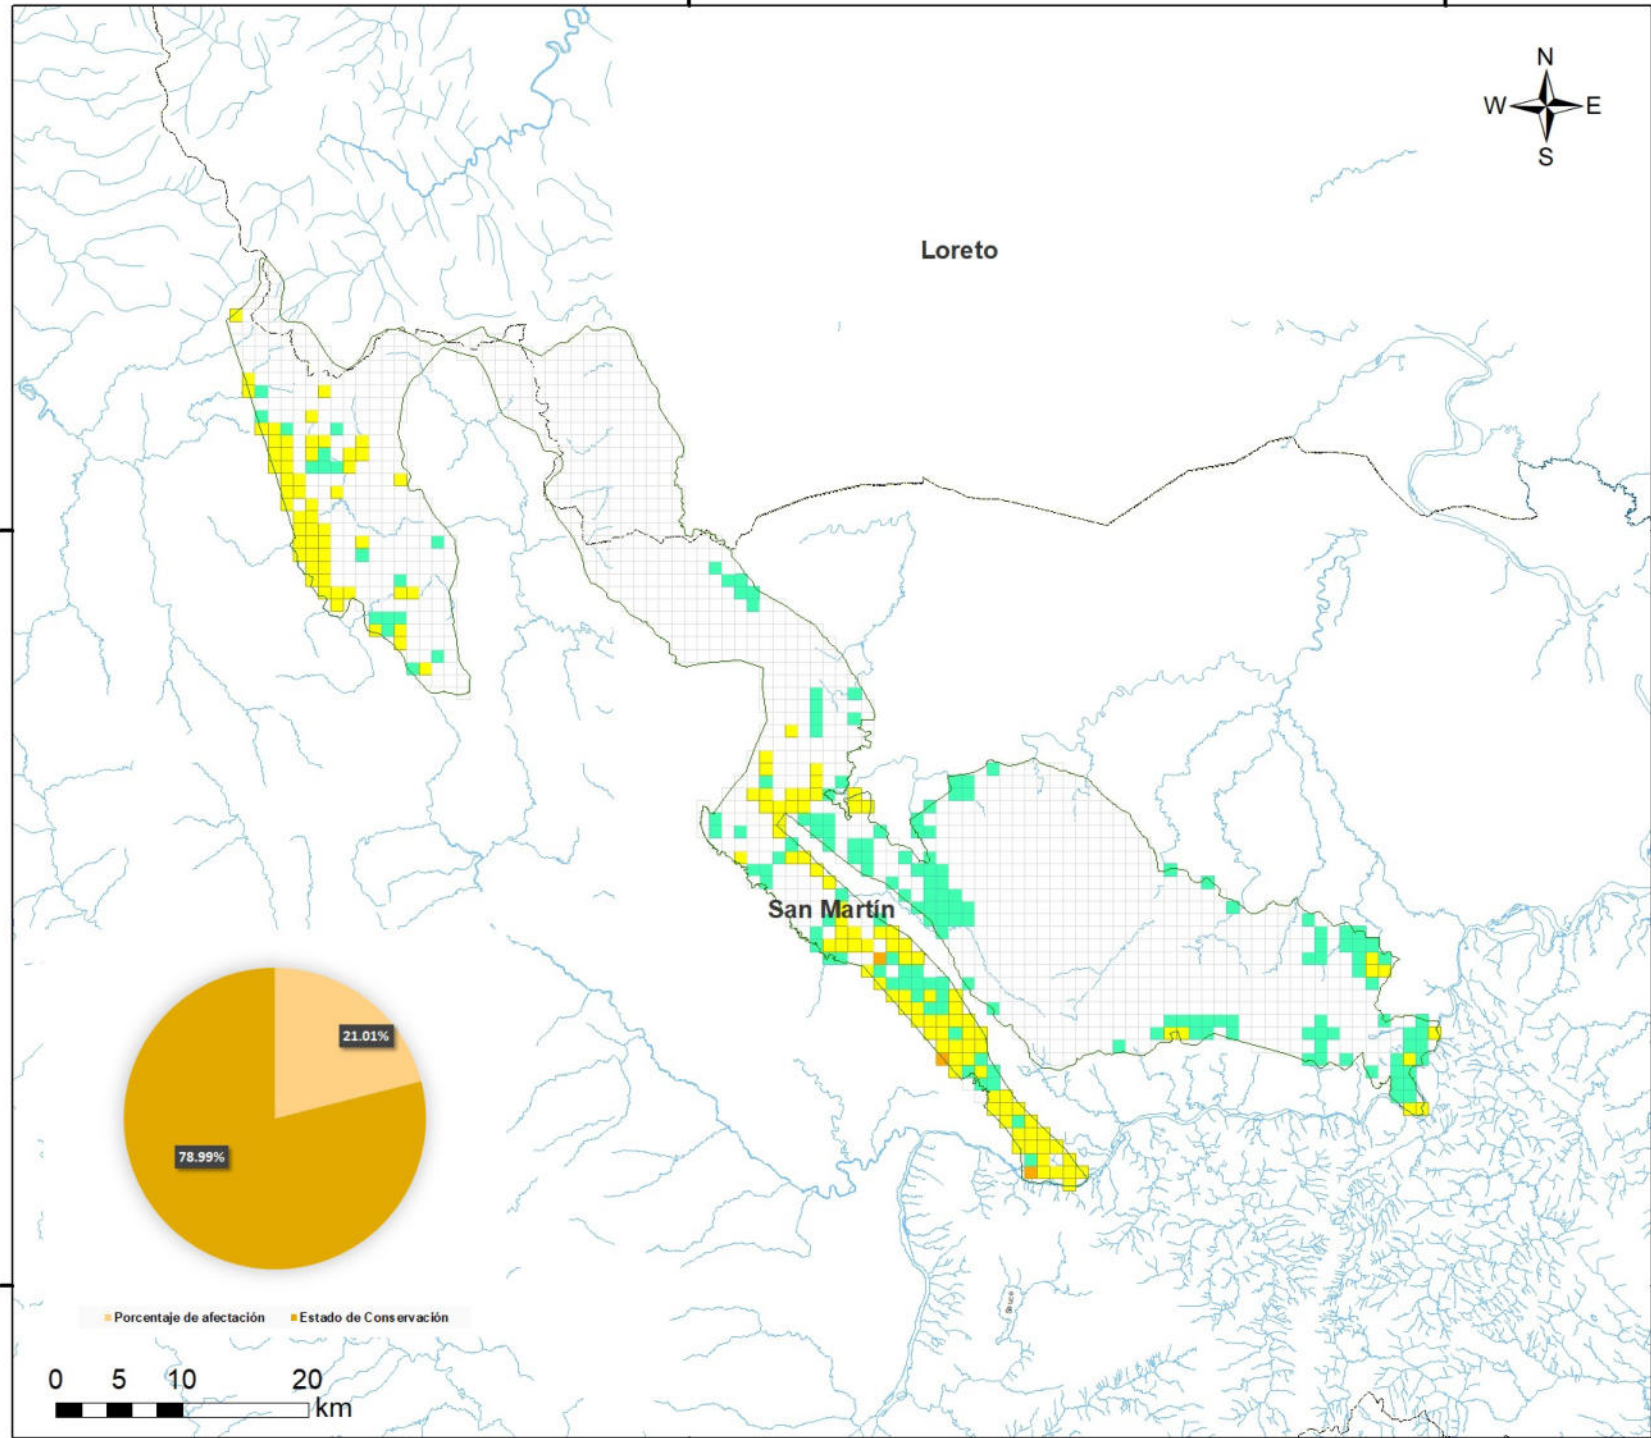 N
W E
S
Loreto
San Martín
21.01%
78.99%
Porcentaje de afectación Estado de Conservación
0 5 10 20
km